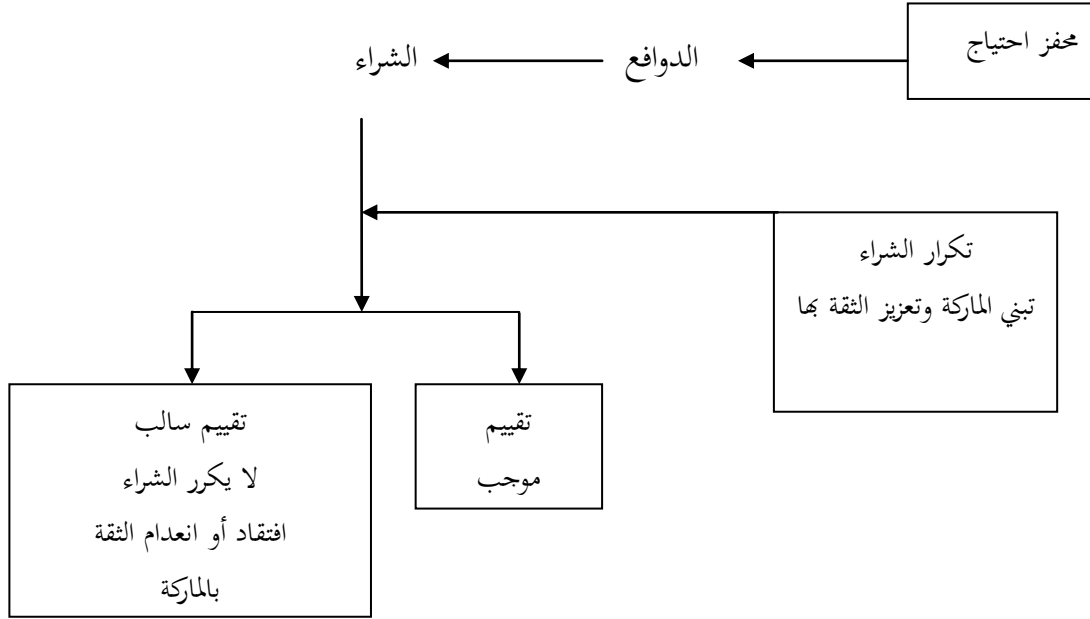 محفز احتياج
الدوافع
الشراء
تكرار الشراء
تبني الماركة وتعزيز الثقة بها
تقييم
موجب
تقييم سالب
لا يكرر الشراء
افتقاد أو انعدام الثقة
بالماركة